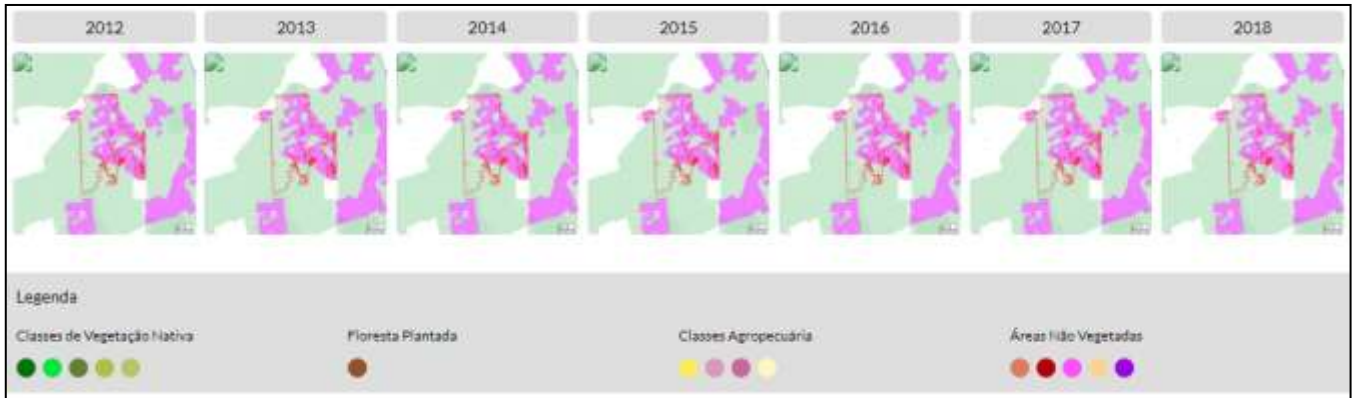 2012 2013 2014 2015 2016 2017 2018
Legenda
Classes de Vegetação Nativa Floresta Plantada Classes Agropecuária Áreas Não Vegetadas